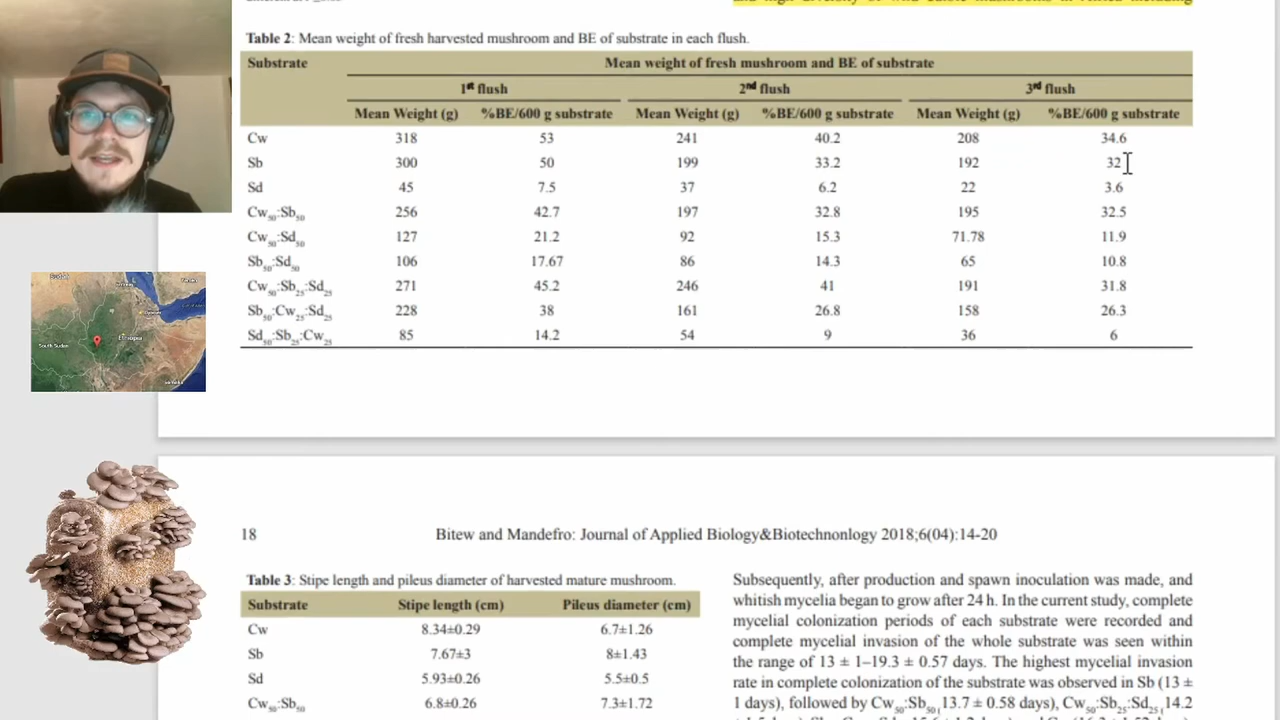 and high diversity of wild edible mushrooms in Africa including
Table 2: Mean weight of fresh harvested mushroom and BE of substrate in each flush.
Substrate Mean weight of fresh mushroom and BE of substrate
1st flush 2nd flush 3rd flush
Mean Weight (g) %BE/600 g substrate Mean Weight (g) %BE/600 g substrate Mean Weight (g) %BE/600 g substrate
Cw 318 53 241 40.2 208 34.6
Sb 300 50 199 33.2 192 32
Sd 45 7.5 37 6.2 22 3.6
Cw50:Sb50 256 42.7 197 32.8 195 32.5
Cw50:Sd50 127 21.2 92 15.3 71.78 11.9
Sb50:Sd50 106 17.67 86 14.3 65 10.8
Cw50:Sb25:Sd25 271 45.2 246 41 191 31.8
Sb50:Cw25:Sd25 228 38 161 26.8 158 26.3
Sd50:Sb25:Cw25 85 14.2 54 9 36 6
South Sudan
Ethiopia
18 Bitew and Mandefro: Journal of Applied Biology&Biotechnonlogy 2018;6(04):14-20
Table 3: Stipe length and pileus diameter of harvested mature mushroom.
Substrate Stipe length (cm) Pileus diameter (cm)
Cw 8.34±0.29 6.7±1.26
Sb 7.67±3 8±1.43
Sd 5.93±0.26 5.5±0.5
Cw50:Sb50 6.8±0.26 7.3±1.72
Subsequently, after production and spawn inoculation was made, and
whitish mycelia began to grow after 24 h. In the current study, complete
mycelial colonization periods of each substrate were recorded and
complete mycelial invasion of the whole substrate was seen within
the range of 13 ± 1–19.3 ± 0.57 days. The highest mycelial invasion
rate in complete colonization of the substrate was observed in Sb (13 ±
1 days), followed by Cw50:Sb50 (13.7 ± 0.58 days), Cw50:Sb25:Sd25 (14.2